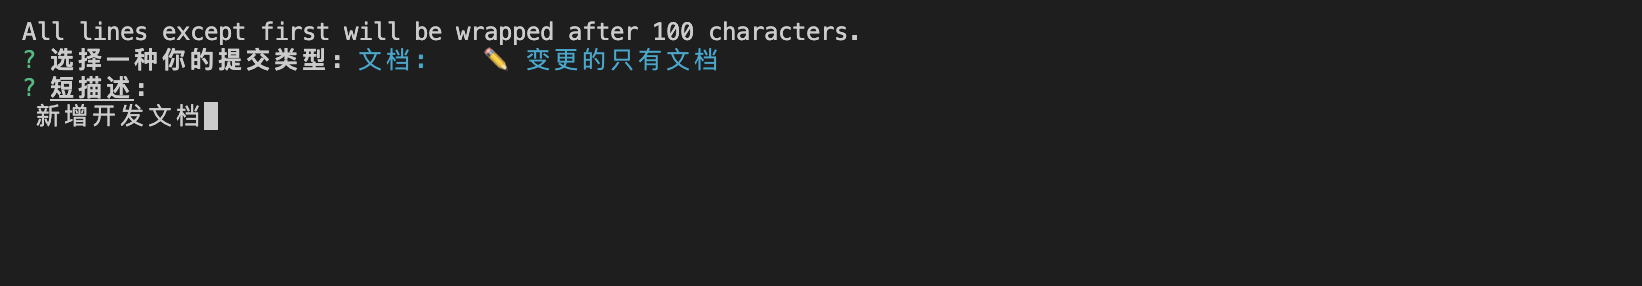 All lines except first will be wrapped after 100 characters.
? 选择一种你的提交类型: 文档: ✏️ 变更的只有文档
? 短描述:
新增开发文档